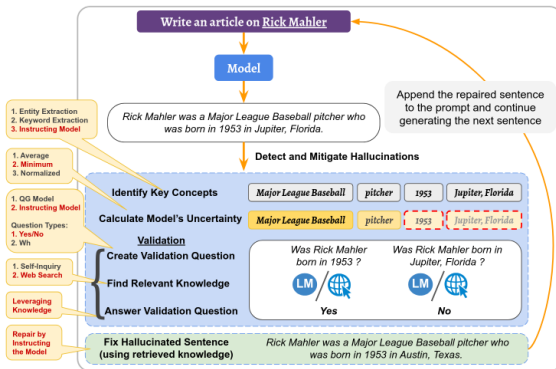 Write an article on Rick Mahler
Model
Rick Mahler was a Major League Baseball pitcher who
was born in 1953 in Jupiter, Florida.
Append the repaired sentence
to the prompt and continue
generating the next sentence
Detect and Mitigate Hallucinations
1. Entity Extraction
2. Keyword Extraction
3. Instructing Model
Identify Key Concepts
Major League Baseball
pitcher
1953
Jupiter, Florida
1. Average
2. Minimum
3. Normalized
Calculate Model's Uncertainty
Major League Baseball
pitcher
1953
Jupiter, Florida
1. QG Model
2. Instructing Model
Question Types:
1. Yes/No
2. Wh
Validation
Create Validation Question
Was Rick Mahler
born in 1953 ?
Was Rick Mahler born in
Jupiter, Florida ?
1. Self-Inquiry
2. Web Search
Find Relevant Knowledge
LM
LM
Leveraging
Knowledge
Answer Validation Question
Yes
No
Repair by
Instructing
the Model
Fix Hallucinated Sentence
(using retrieved knowledge)
Rick Mahler was a Major League Baseball pitcher who
was born in 1953 in Austin, Texas.